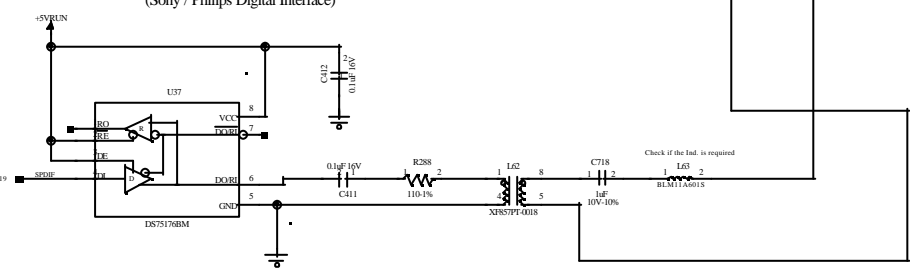 (Sony / Philips Digital Interface)
+5VRUN
C412
2
0.1uF 16V
U37
VCC
8
RO
R
RE
DO/RI
7
DE
DI
D
DO/RI
6
GND
5
DS75176BM
19
SPDIF
0.1uF 16V
1
C411
R288
1
2
110-1%
L62
1
8
4
5
XF857PT-0018
C718
1
2
1uF
10V-10%
Check if the Ind. is required
L63
1
2
BLM11A601S